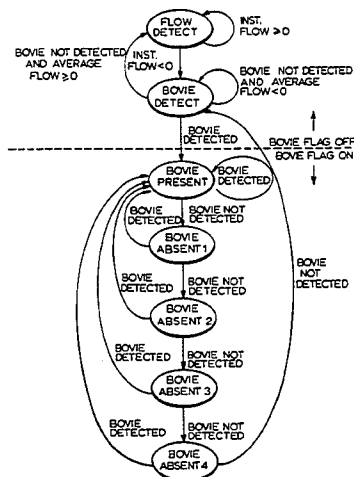 FLOW
DETECT
INST.
FLOW≥0
BOVIE NOT DETECTED
AND AVERAGE
FLOW≥0
INST.
FLOW<0
BOVIE
DETECT
BOVIE NOT DETECTED
AND AVERAGE
FLOW<0
BOVIE
DETECTED
BOVIE FLAG OFF
BOVIE FLAG ON
BOVIE
PRESENT
BOVIE
DETECTED
BOVIE
DETECTED
BOVIE NOT
DETECTED
BOVIE
ABSENT 1
BOVIE
DETECTED
BOVIE NOT
DETECTED
BOVIE
NOT
DETECTED
BOVIE
ABSENT 2
BOVIE
DETECTED
BOVIE NOT
DETECTED
BOVIE
ABSENT 3
BOVIE
DETECTED
BOVIE NOT
DETECTED
BOVIE
ABSENT 4